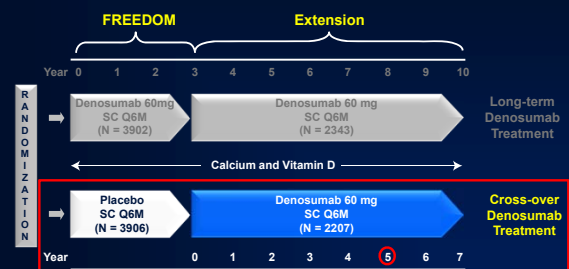 FREEDOM Extension
Year 0 1 2 3 4 5 6 7 8 9 10
RANDOMIZATION
Denosumab 60mg
SC Q6M
(N = 3902)
Denosumab 60 mg
SC Q6M
(N = 2343)
Long-term
Denosumab
Treatment
Calcium and Vitamin D
Placebo
SC Q6M
(N = 3906)
Denosumab 60 mg
SC Q6M
(N = 2207)
Cross-over
Denosumab
Treatment
Year 0 1 2 3 4 5 6 7